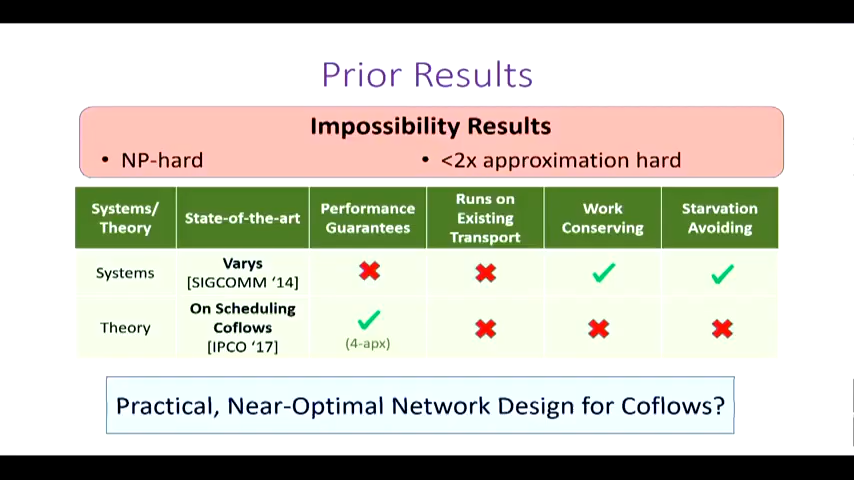 Prior Results
Impossibility Results
• NP-hard
• <2x approximation hard
Systems/
Theory
State-of-the-art
Performance
Guarantees
Runs on
Existing
Transport
Work
Conserving
Starvation
Avoiding
Systems
Varys
[SIGCOMM ‘14]
Theory
On Scheduling
Coflows
[IPCO ‘17]
(4-apx)
Practical, Near-Optimal Network Design for Coflows?